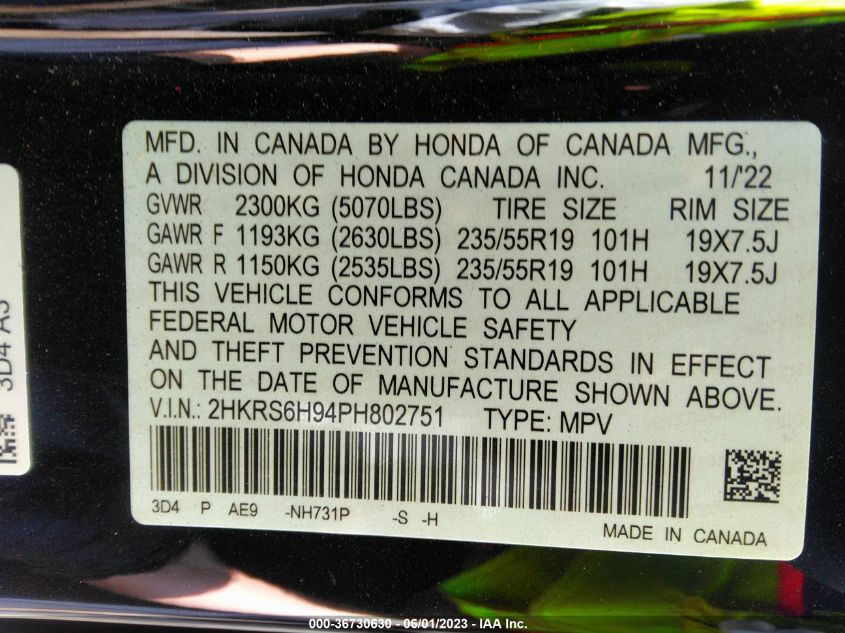 3D4 A3
MFD. IN CANADA BY HONDA OF CANADA MFG.,
A DIVISION OF HONDA CANADA INC. 11/'22
GVWR 2300KG (5070LBS) TIRE SIZE RIM SIZE
GAWR F 1193KG (2630LBS) 235/55R19 101H 19X7.5J
GAWR R 1150KG (2535LBS) 235/55R19 101H 19X7.5J
THIS VEHICLE CONFORMS TO ALL APPLICABLE
FEDERAL MOTOR VEHICLE SAFETY
AND THEFT PREVENTION STANDARDS IN EFFECT
ON THE DATE OF MANUFACTURE SHOWN ABOVE.
V.I.N.: 2HKRS6H94PH802751 TYPE: MPV
3D4 P AE9 -NH731P -S -H
MADE IN CANADA
000-36730630 - 06/01/2023 - IAA Inc.